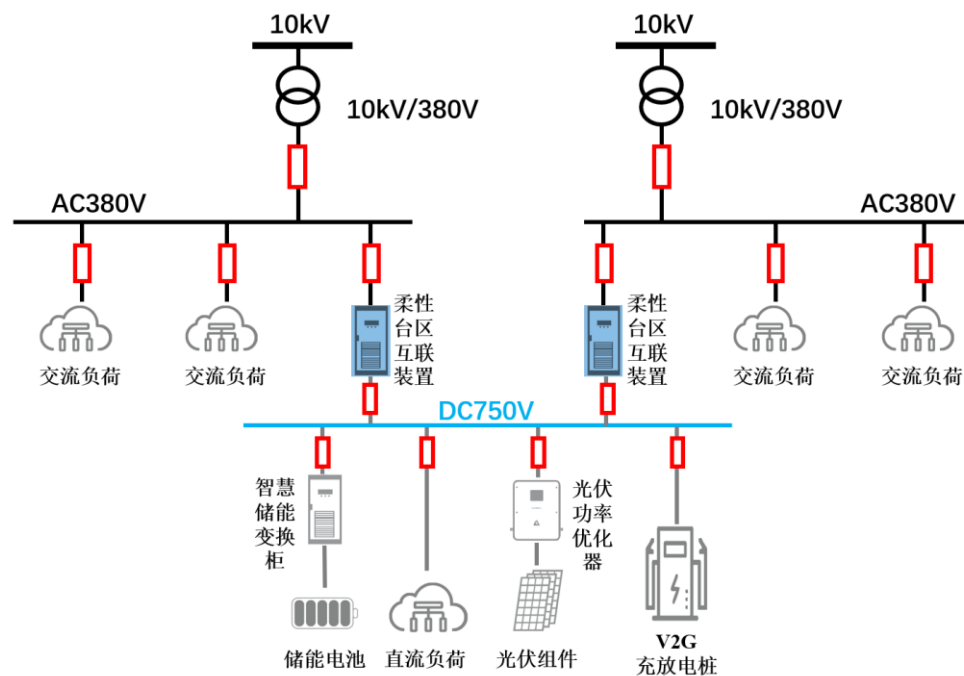 10kV
10kV
10kV/380V
10kV/380V
AC380V
AC380V
柔性
台区
互联
装置
柔性
台区
互联
装置
交流负荷
交流负荷
交流负荷
交流负荷
DC750V
智慧
储能
变换
柜
光伏
功率
优化
器
储能电池
直流负荷
光伏组件
V2G
充放电桩